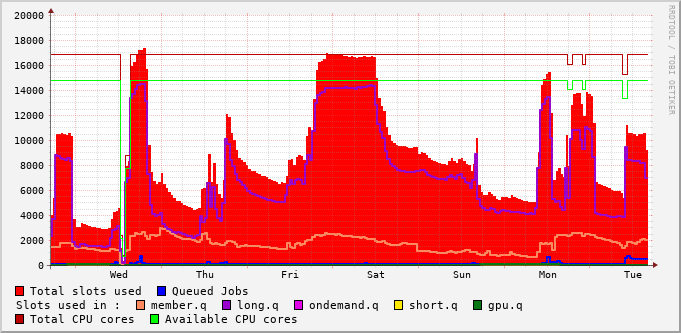 20000
18000
16000
14000
12000
10000
8000
6000
4000
2000
0
Wed Thu Fri Sat Sun Mon Tue
RRDTOOL / TOBI OETIKER
Total slots used Queued Jobs
Slots used in : member.q long.q ondemand.q short.q gpu.q
Total CPU cores Available CPU cores